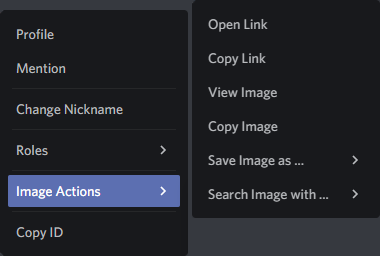 Profile
Mention
Change Nickname
Roles
Image Actions
Copy ID
Open Link
Copy Link
View Image
Copy Image
Save Image as ...
Search Image with ...